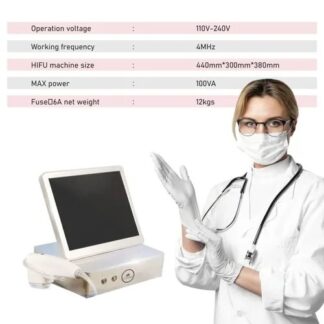 Operation voltage : 110V-240V
Working frequency : 4MHz
HIFU machine size : 440mm*300mm*380mm
MAX power : 100VA
Fuse□6A net weight : 12kgs